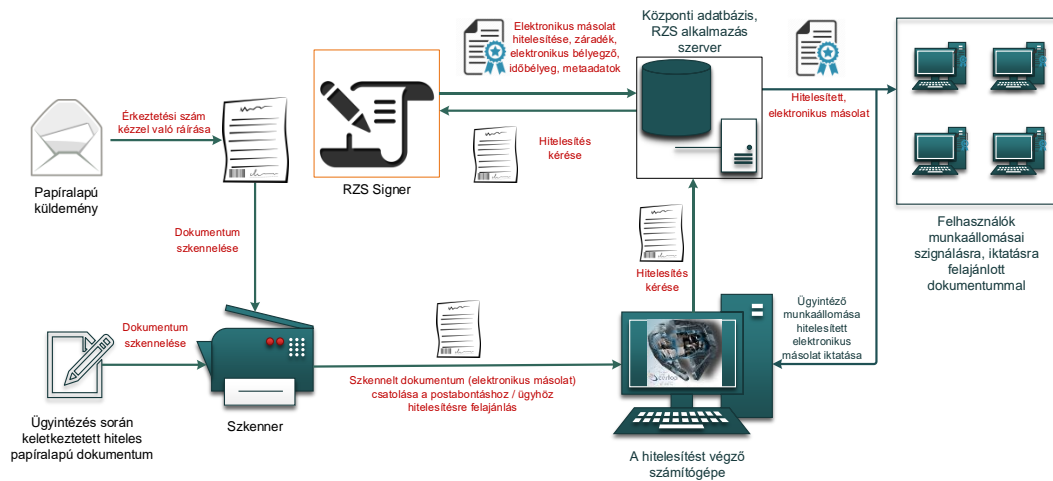 Elektronikus másolat
hitelesítése, záradék,
elektronikus bélyegző,
időbélyeg, metaadatok
Központi adatbázis,
RZS alkalmazás
szerver
Érkeztetési szám
kézzel való ráírása
Papíralapú
küldemény
RZS Signer
Hitelesítés
kérése
Hitelesített,
elektronikus másolat
Felhasználók
munkaállomásai
szignálásra, iktatásra
felajánlott
dokumentummal
Dokumentum
szkennelése
Hitelesítés
kérése
Dokumentum
szkennelése
Ügyintéző
munkaállomása
hitelesített
elektronikus
másolat iktatása
Szkennelt dokumentum (elektronikus másolat)
csatolása a postabontáshoz / ügyhöz
hitelesítésre felajánlás
Ügyintézés során
keletkeztetett hiteles
papíralapú dokumentum
Szkenner
A hitelesítést végző
számítógépe